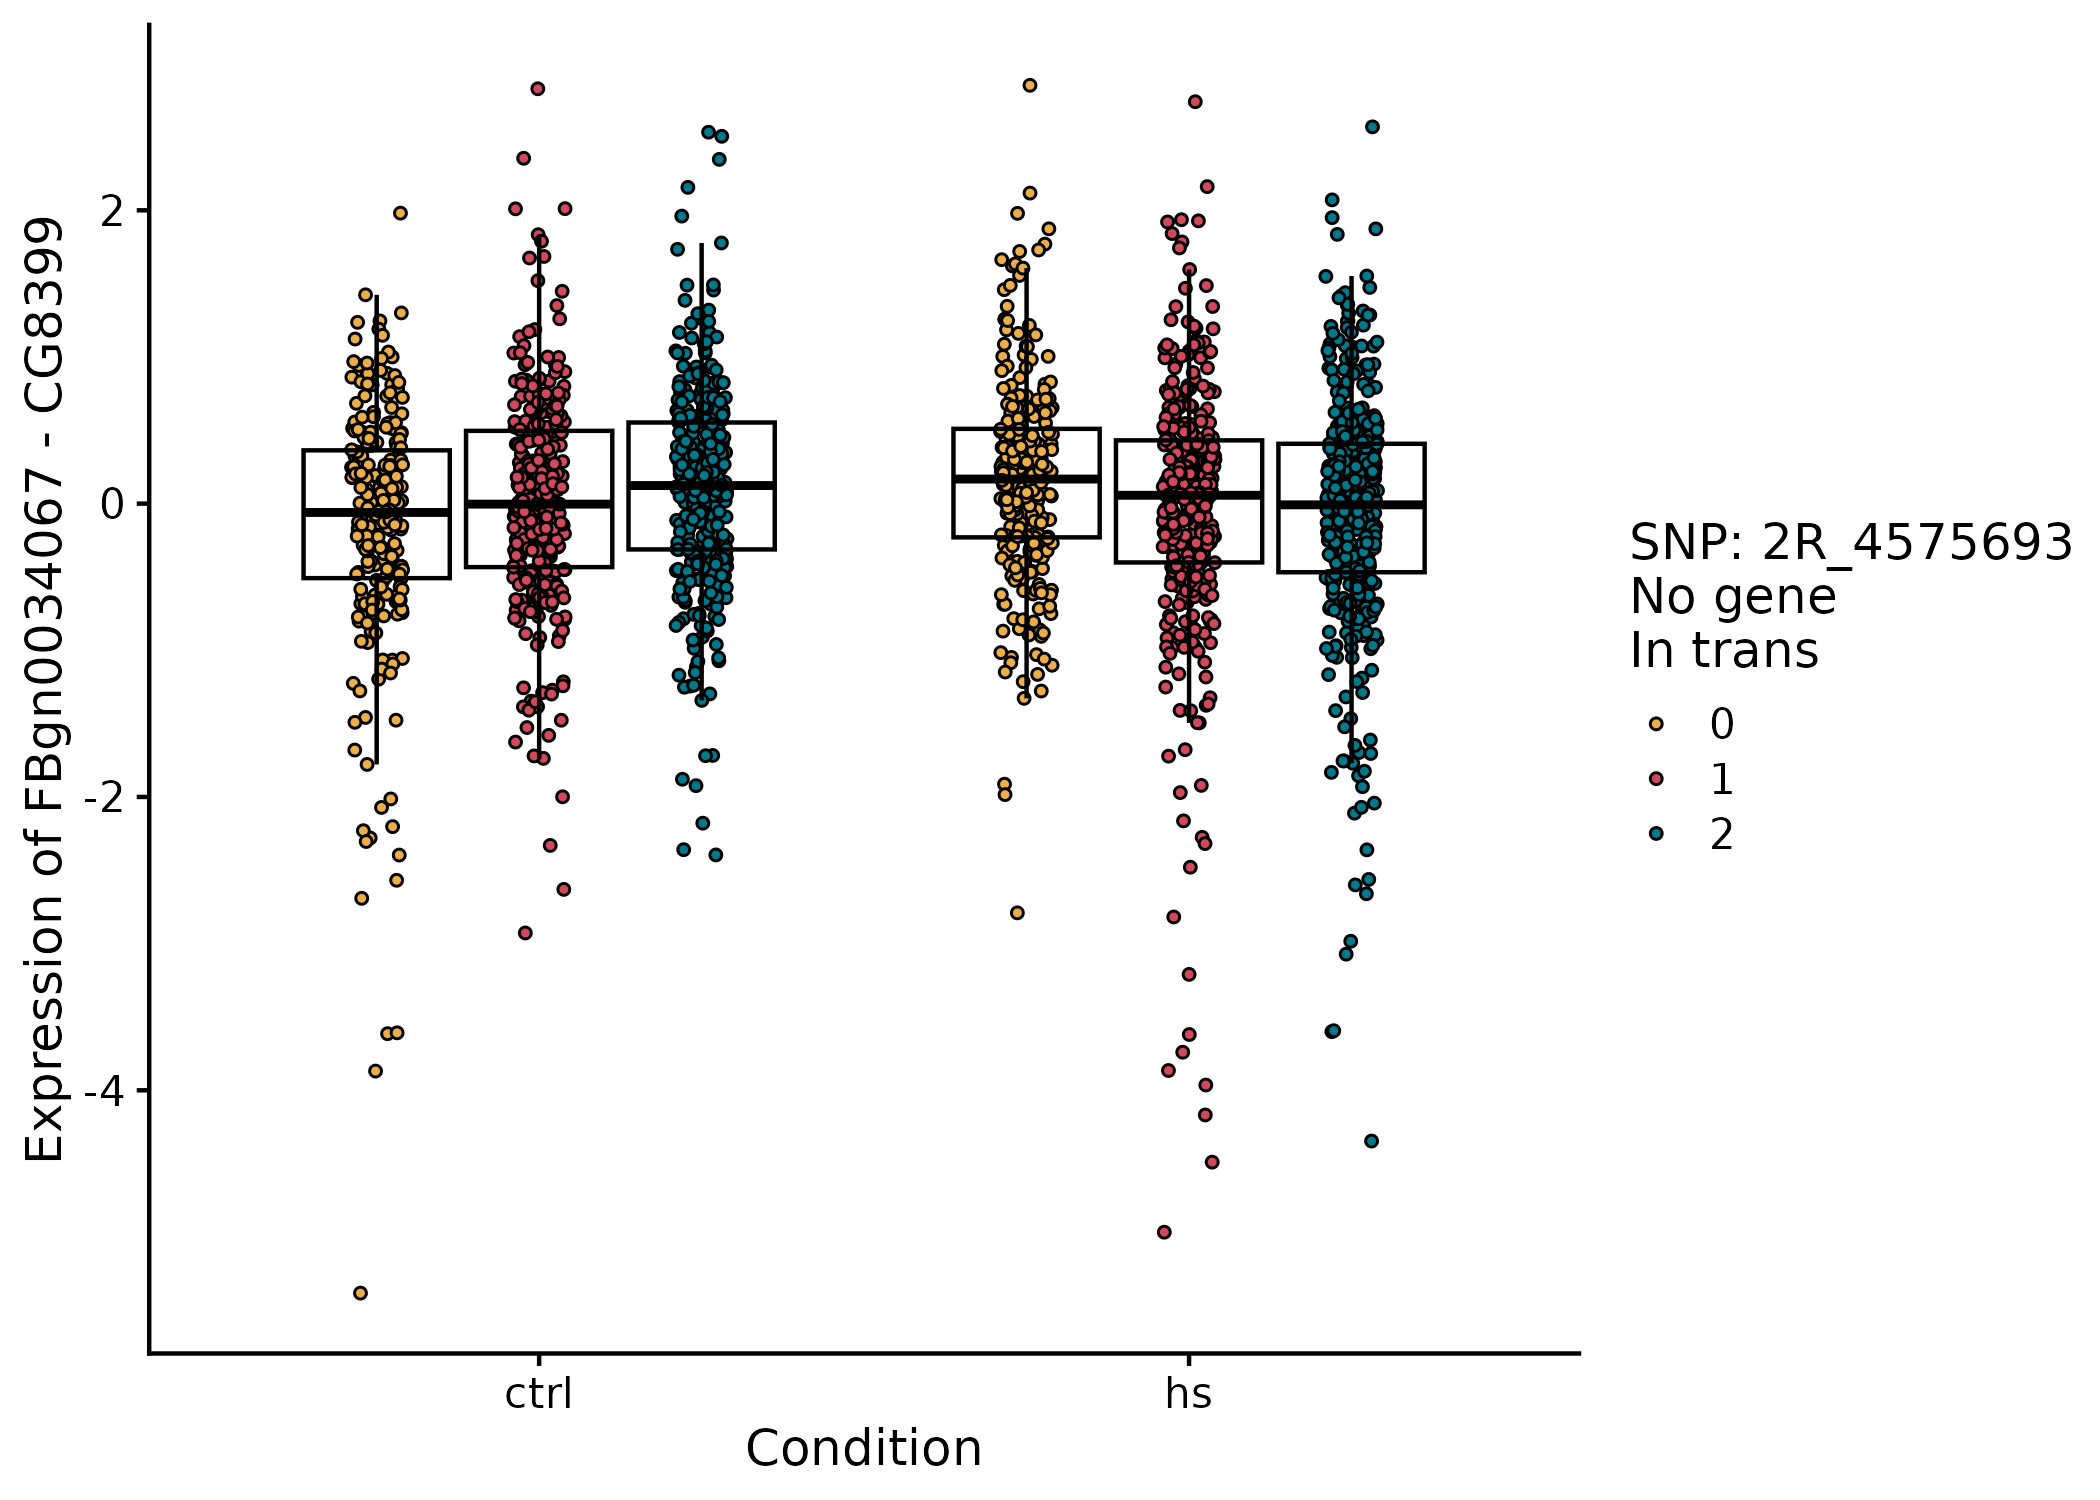 Expression of FBgn0034067 - CG8399
2
0
-2
-4
ctrl
hs
Condition
SNP: 2R_4575693
No gene
In trans
0
1
2